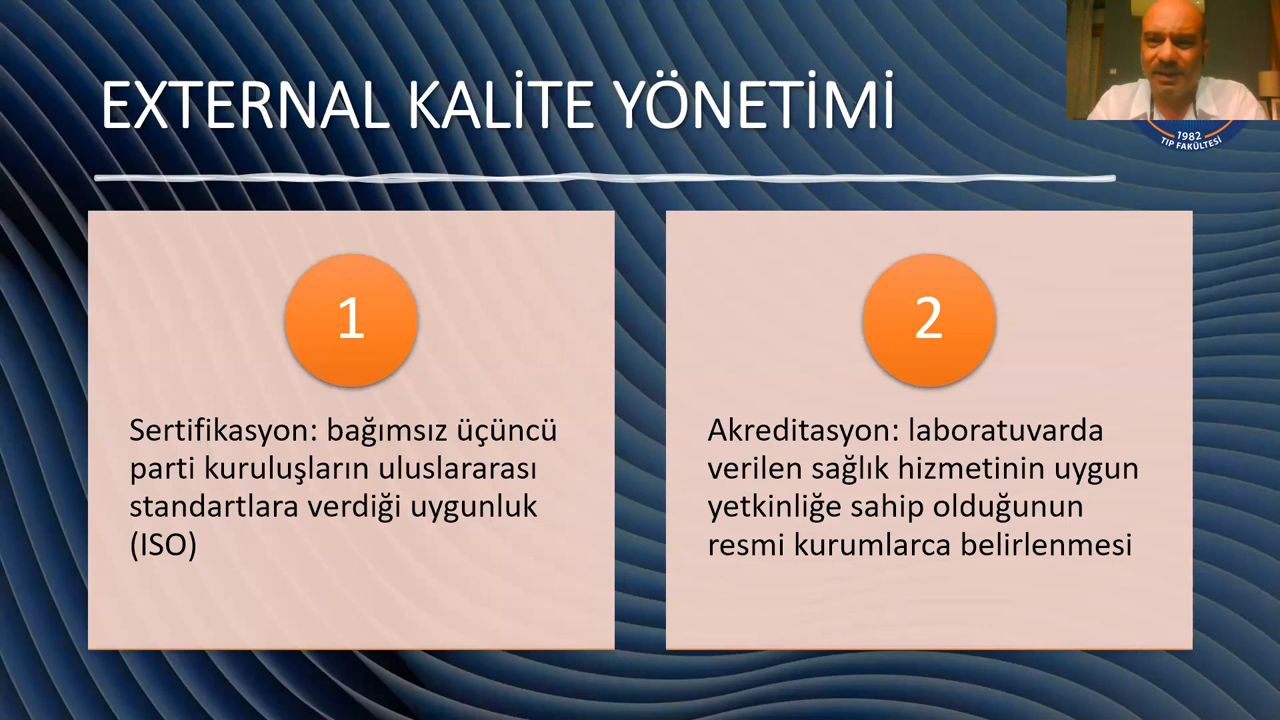 EXTERNAL KALİTE YÖNETİMİ
1982
TIP FAKÜLTESİ
1
Sertifikasyon: bağımsız üçüncü
parti kuruluşların uluslararası
standartlara verdiği uygunluk
(ISO)
2
Akreditasyon: laboratuvarda
verilen sağlık hizmetinin uygun
yetkinliğe sahip olduğunun
resmi kurumlarca belirlenmesi